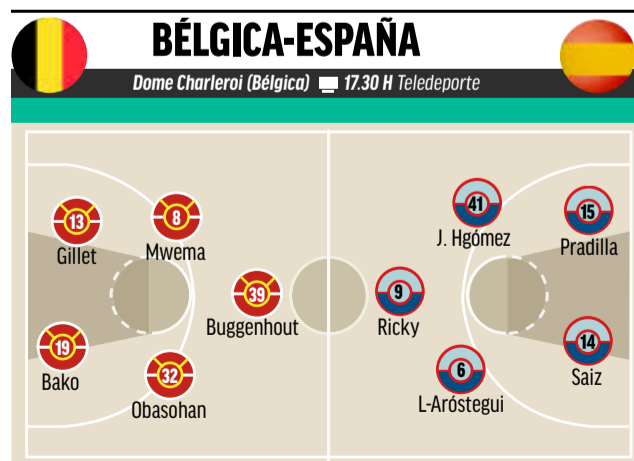 BÉLGICA-ESPAÑA
Dome Charleroi (Bélgica) 17.30 H Teledeporte
13
Gillet
8
Mwema
41
J. Hgómez
15
Pradilla
39
Buggenhout
9
Ricky
19
Bako
32
Obasohan
6
L-Aróstegui
14
Saiz